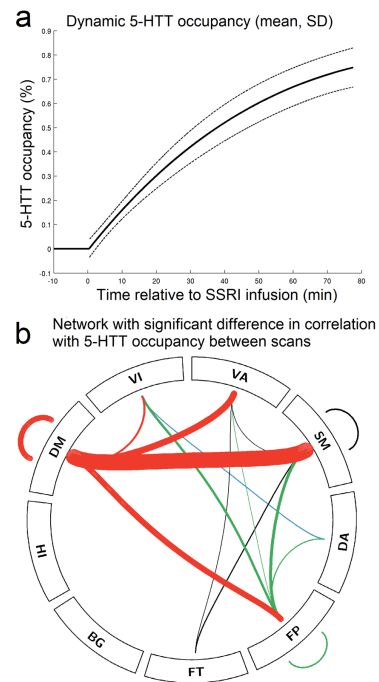 a
Dynamic 5-HTT occupancy (mean, SD)
5-HTT occupancy (%)
0.9
0.8
0.7
0.6
0.5
0.4
0.3
0.2
0.1
0
-0.1
-10 0 10 20 30 40 50 60 70 80
Time relative to SSRI infusion (min)
b
Network with significant difference in correlation
with 5-HTT occupancy between scans
VI
VA
DM
SM
HI
DA
BG
FP
FT